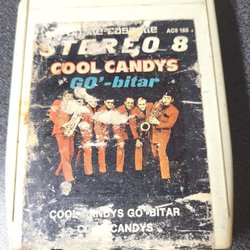 ACS 165
STEREO 8
COOL CANDYS
GO'-bitar
COOL CANDYS GO'BITAR
COOL CANDYS